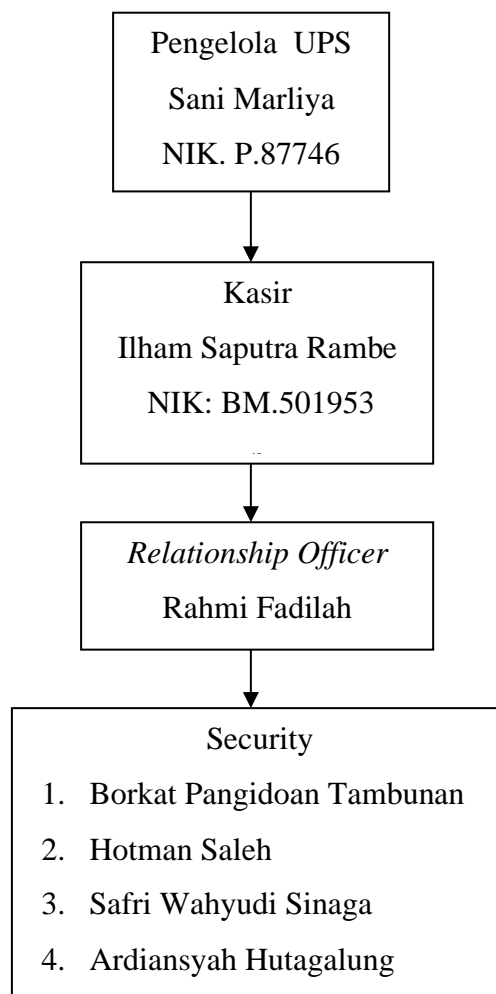 Pengelola UPS
Sani Marliya
NIK. P.87746
Kasir
Ilham Saputra Rambe
NIK: BM.501953
Relationship Officer
Rahmi Fadilah
Security
1. Borkat Pangidoan Tambunan
2. Hotman Saleh
3. Safri Wahyudi Sinaga
4. Ardiansyah Hutagalung